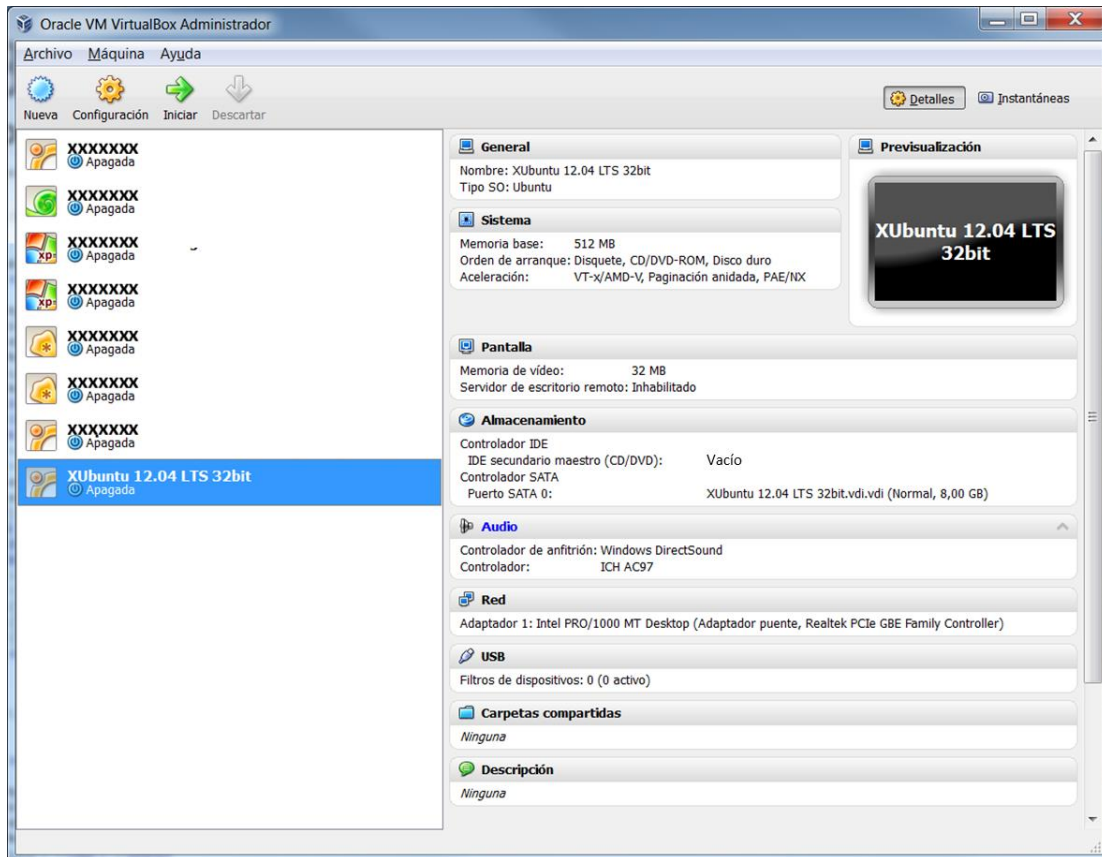 Oracle VM VirtualBox Administrador
Archivo Máquina Ayuda
Nueva Configuración Iniciar Descartar
Detalles Instantáneas
XXXXXXX
Apagada
XXXXXXX
Apagada
XXXXXXX
Apagada
XXXXXXX
Apagada
XXXXXXX
Apagada
XXXXXXX
Apagada
XXXXXXX
Apagada
XUbuntu 12.04 LTS 32bit
Apagada
General
Nombre: XUbuntu 12.04 LTS 32bit
Tipo SO: Ubuntu
Sistema
Memoria base: 512 MB
Orden de arranque: Disquete, CD/DVD-ROM, Disco duro
Aceleración: VT-x/AMD-V, Paginación anidada, PAE/NX
Previsualización
XUbuntu 12.04 LTS
32bit
Pantalla
Memoria de vídeo: 32 MB
Servidor de escritorio remoto: Inhabilitado
Almacenamiento
Controlador IDE
IDE secundario maestro (CD/DVD): Vacío
Controlador SATA
Puerto SATA 0: XUbuntu 12.04 LTS 32bit.vdi.vdi (Normal, 8,00 GB)
Audio
Controlador de anfitrión: Windows DirectSound
Controlador: ICH AC97
Red
Adaptador 1: Intel PRO/1000 MT Desktop (Adaptador puente, Realtek PCIe GBE Family Controller)
USB
Filtros de dispositivos: 0 (0 activo)
Carpetas compartidas
Ninguna
Descripción
Ninguna